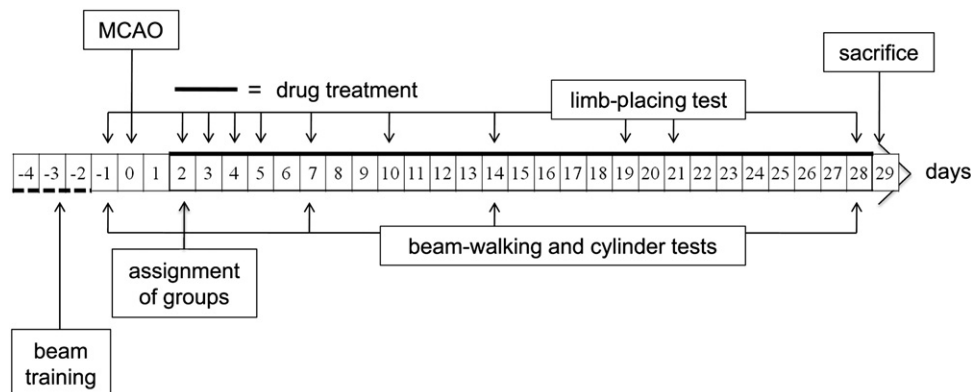 MCAO
sacrifice
= drug treatment
limb-placing test
-4 -3 -2 -1 0 1 2 3 4 5 6 7 8 9 10 11 12 13 14 15 16 17 18 19 20 21 22 23 24 25 26 27 28 29 days
beam-walking and cylinder tests
assignment
of groups
beam
training